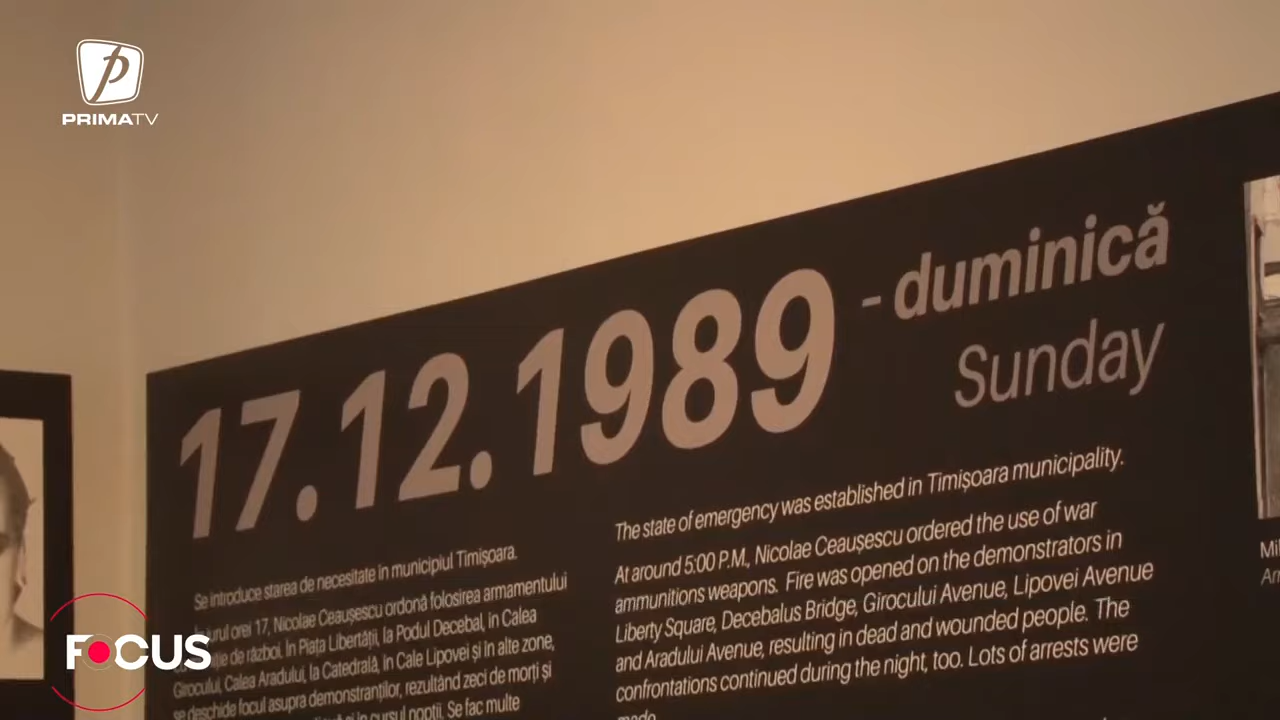 PRIMATV
17.12.1989 - duminică
Sunday
Se introduce starea de necesitate în municipiul Timișoara.
orei 17, Nicolae Ceaușescu ordonă folosirea armamentului
de război. În Piața Libertății, la Podul Decebal, în Calea
Girocului, Calea Aradului, la Catedrală, în Cale Lipovei și în alte zone,
se deschide focul asupra demonstranților, rezultând zeci de morți și
în cursul nopții. Se fac multe
The state of emergency was established in Timișoara municipality.
At around 5:00 P.M., Nicolae Ceaușescu ordered the use of war
ammunitions weapons. Fire was opened on the demonstrators in
Liberty Square, Decebalus Bridge, Girocului Avenue, Lipovei Avenue
and Aradului Avenue, resulting in dead and wounded people. The
confrontations continued during the night, too. Lots of arrests were
made.
Mi
Ar
FOCUS